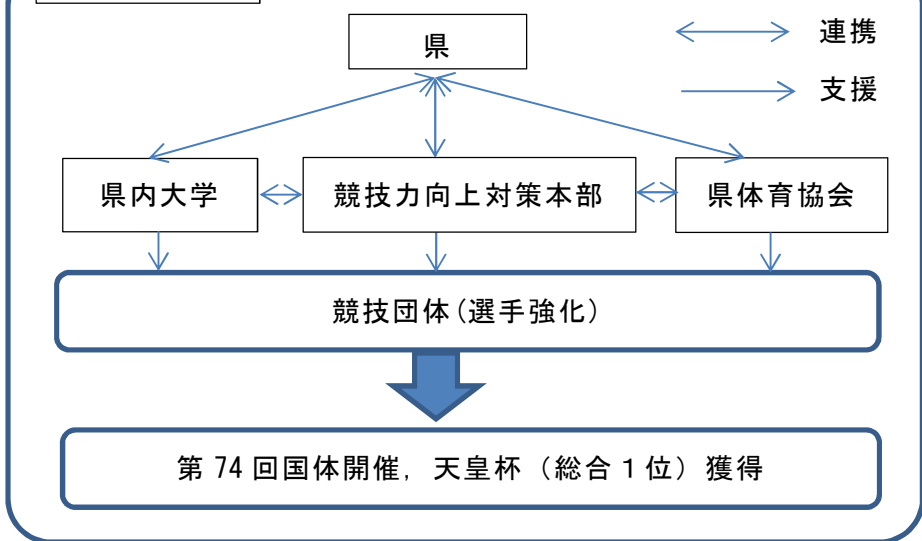 県
連携
支援
県内大学
競技力向上対策本部
県体育協会
競技団体(選手強化)
第 74 回国体開催，天皇杯（総合１位）獲得